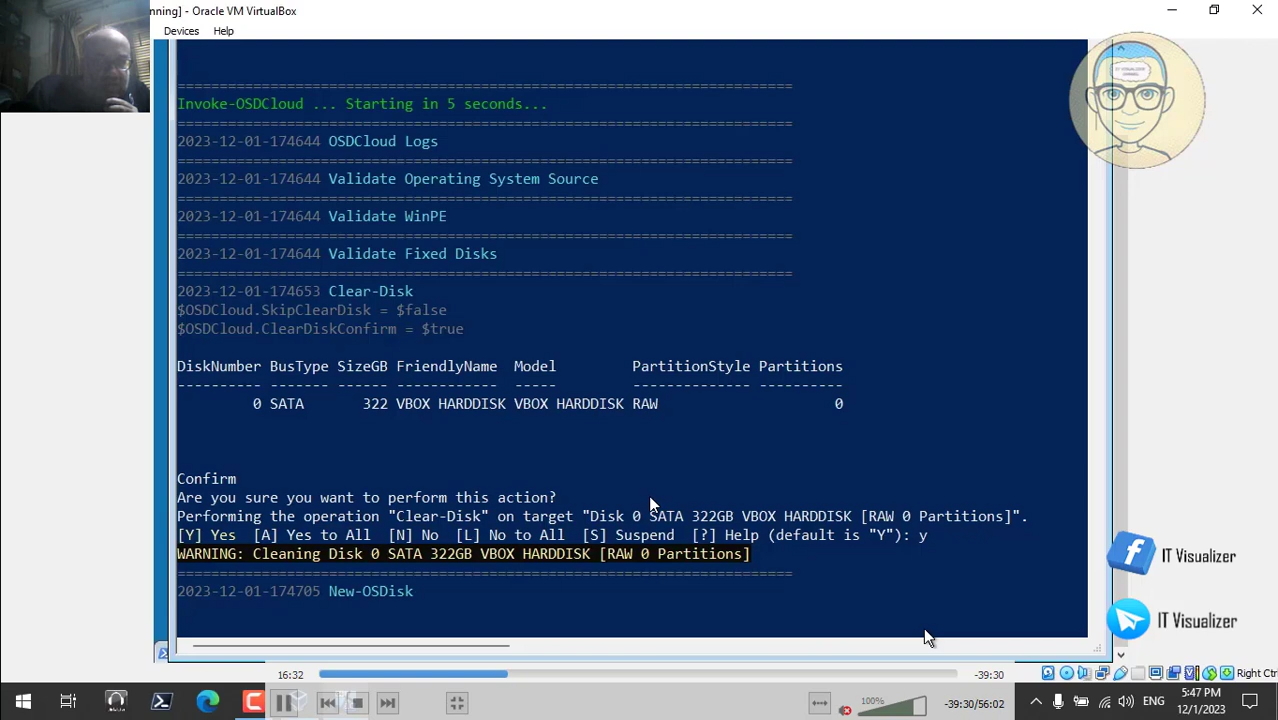 nning] - Oracle VM VirtualBox
Devices Help
IT VISUALIZER
Invoke-OSDCloud ... Starting in 5 seconds...
2023-12-01-174644 OSDCloud Logs
2023-12-01-174644 Validate Operating System Source
2023-12-01-174644 Validate WinPE
2023-12-01-174644 Validate Fixed Disks
2023-12-01-174653 Clear-Disk
$OSDCloud.SkipClearDisk = $false
$OSDCloud.ClearDiskConfirm = $true
DiskNumber BusType SizeGB FriendlyName Model PartitionStyle Partitions
---------- ------- ------ ------------ ----- -------------- ----------
0 SATA 322 VBOX HARDDISK VBOX HARDDISK RAW 0
Confirm
Are you sure you want to perform this action?
Performing the operation "Clear-Disk" on target "Disk 0 SATA 322GB VBOX HARDDISK [RAW 0 Partitions]".
[Y] Yes [A] Yes to All [N] No [L] No to All [S] Suspend [?] Help (default is "Y"): y
WARNING: Cleaning Disk 0 SATA 322GB VBOX HARDDISK [RAW 0 Partitions]
2023-12-01-174705 New-OSDisk
IT Visualizer
IT Visualizer
Right Ctr
16:32 -39:30
100%
-39:30/56:02
ENG
5:47 PM
12/1/2023